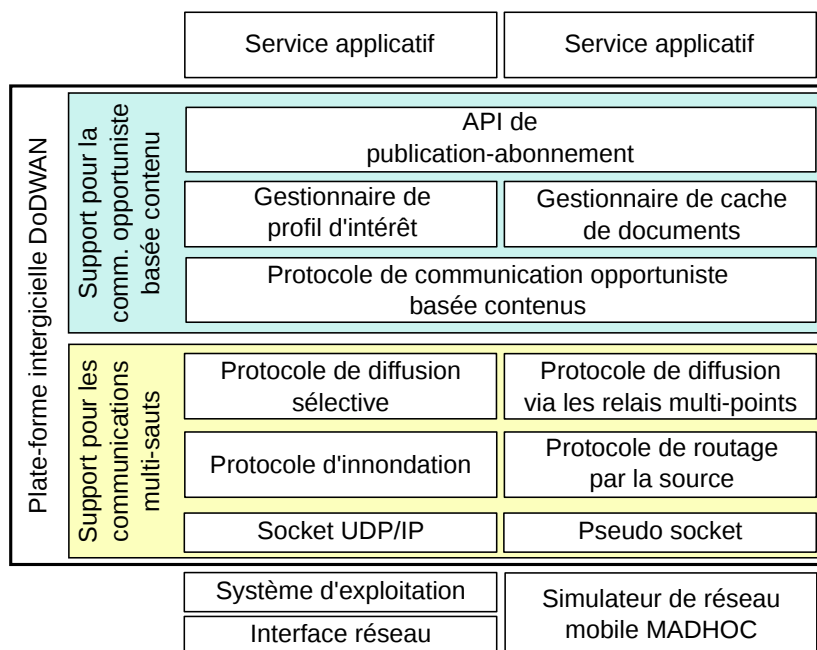 Service applicatif
Service applicatif
Plate-forme intergicielle DoDWAN
Support pour la
comm. opportuniste
basée contenu
API de
publication-abonnement
Gestionnaire de
profil d'intérêt
Gestionnaire de cache
de documents
Protocole de communication opportuniste
basée contenus
Support pour les
communications
multi-sauts
Protocole de diffusion
sélective
Protocole de diffusion
via les relais multi-points
Protocole d'innondation
Protocole de routage
par la source
Socket UDP/IP
Pseudo socket
Système d'exploitation
Interface réseau
Simulateur de réseau
mobile MADHOC